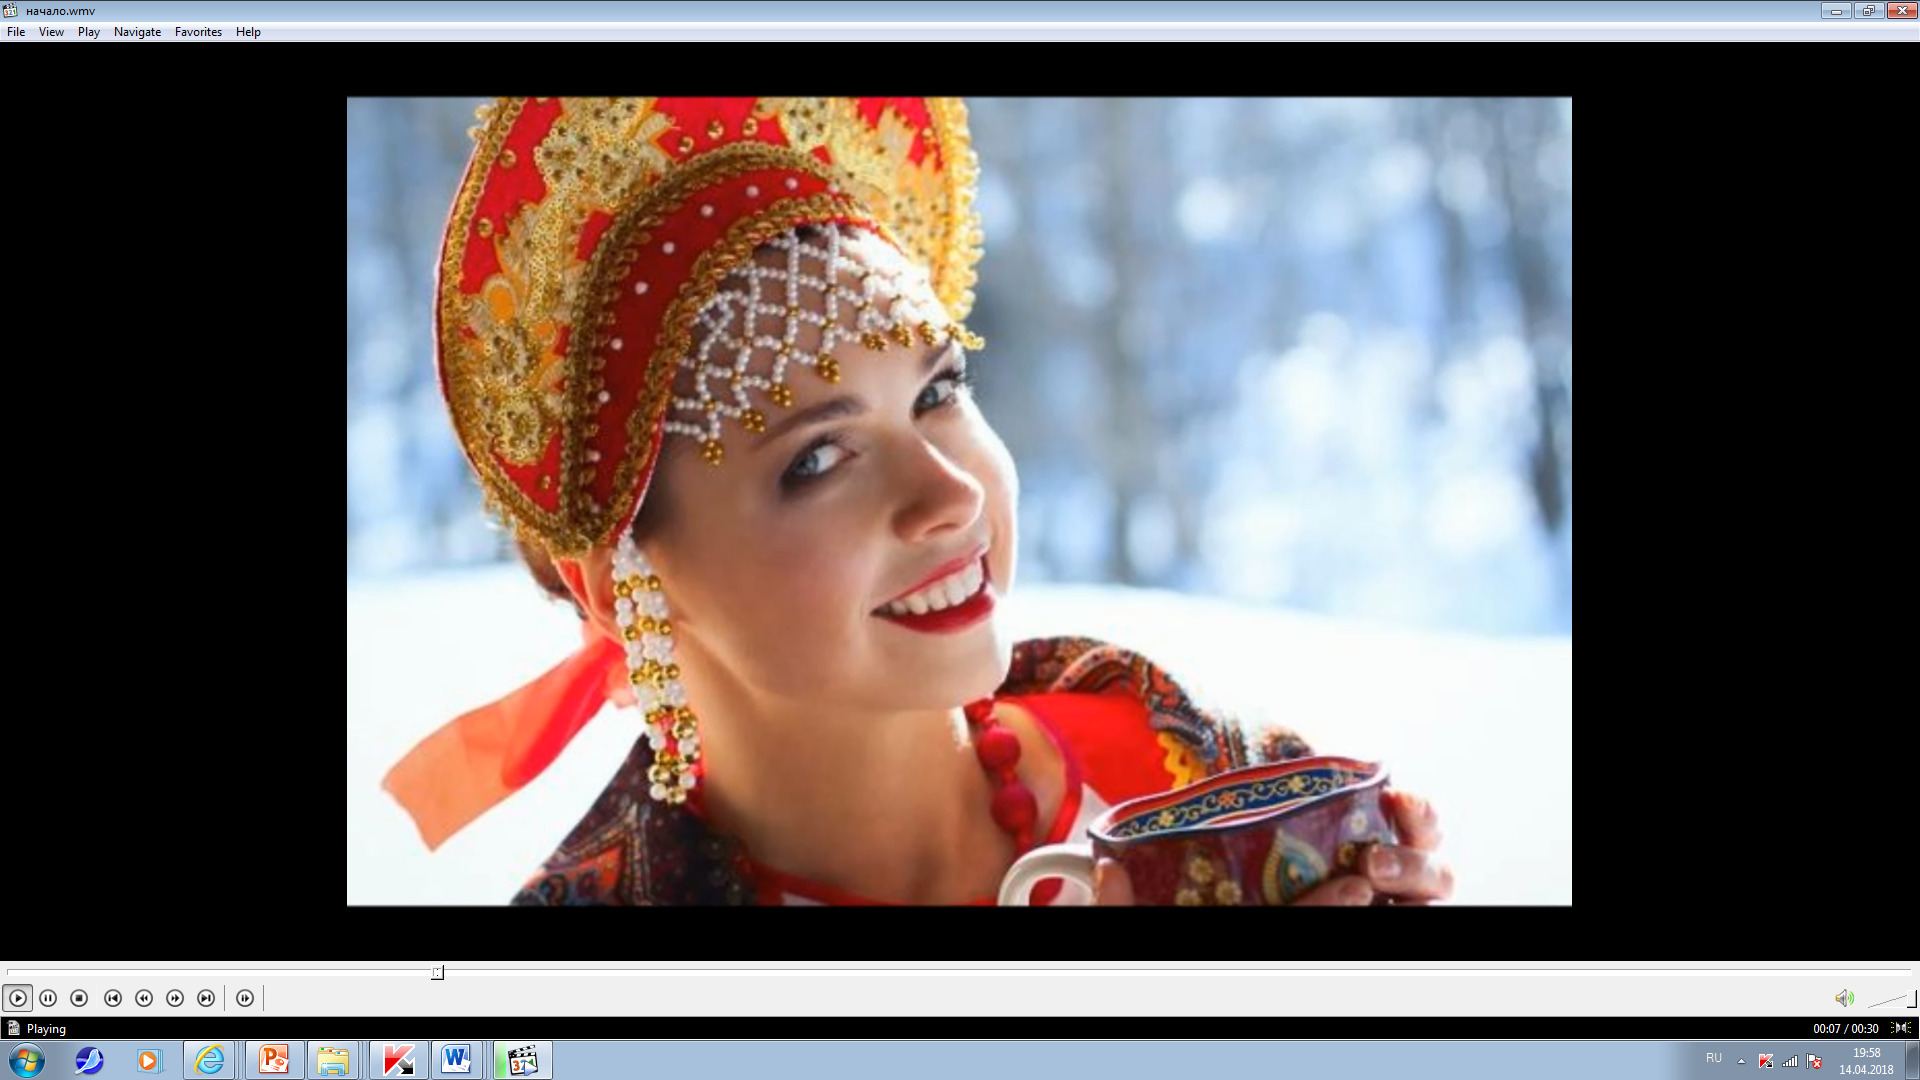 начало.wmv
File View Play Navigate Favorites Help
Playing
00:07 / 00:30
RU
19:58
14.04.2018